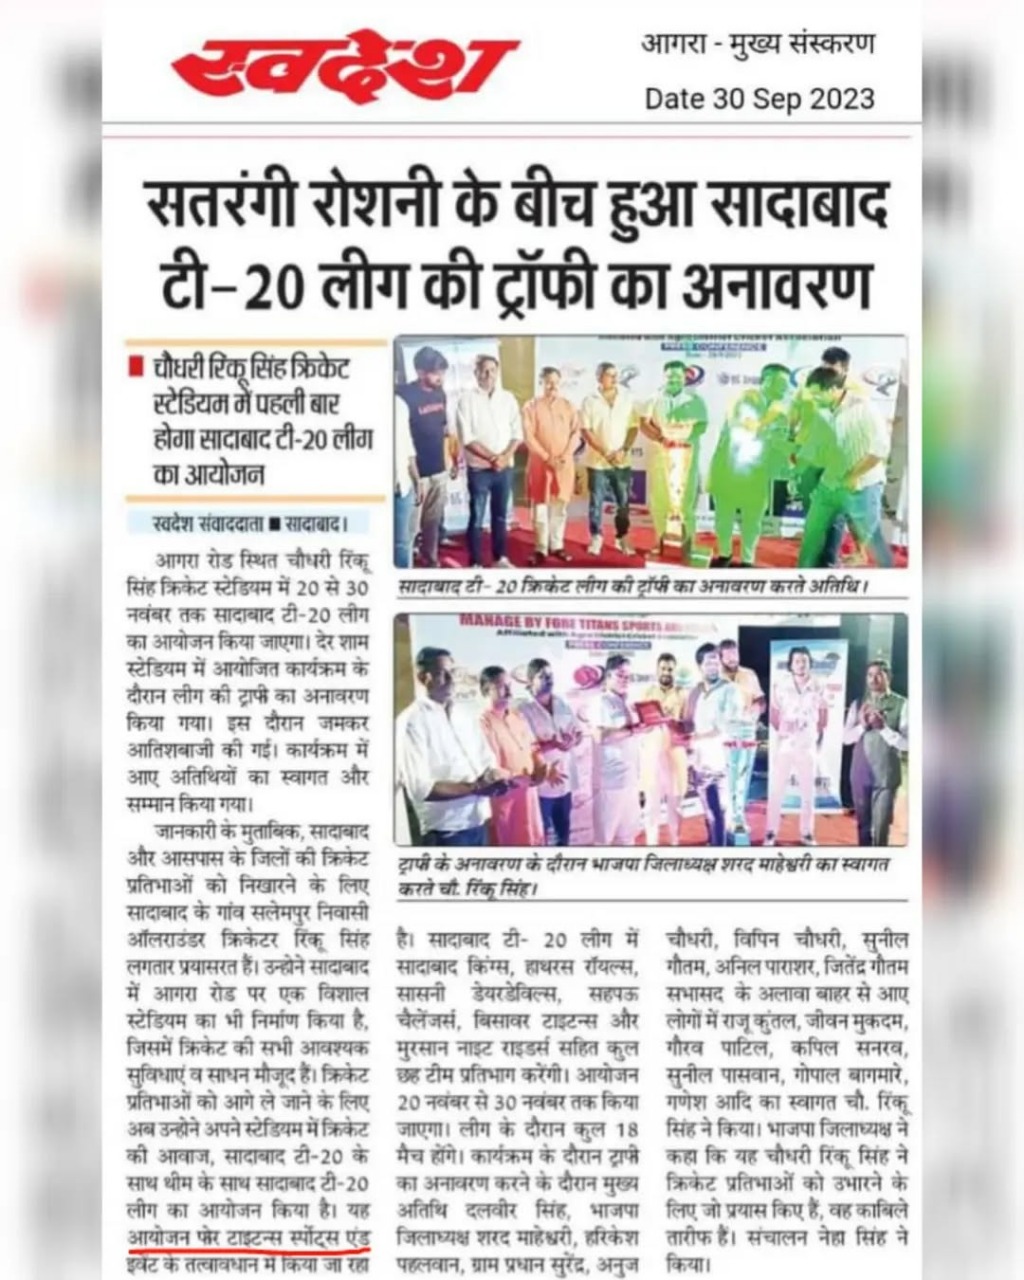 स्वदेश
आगरा - मुख्य संस्करण
Date 30 Sep 2023
सतरंगी रोशनी के बीच हुआ सादाबाद
टी-20 लीग की ट्रॉफी का अनावरण
चौधरी रिंकू सिंह क्रिकेट
स्टेडियम में पहली बार
होगा सादाबाद टी-20 लीग
का आयोजन
स्वदेश संवाददाता ■ सादाबाद।
आगरा रोड स्थित चौधरी रिंकू
सिंह क्रिकेट स्टेडियम में 20 से 30
नवंबर तक सादाबाद टी-20 लीग
का आयोजन किया जाएगा। देर शाम
स्टेडियम में आयोजित कार्यक्रम के
दौरान लीग की ट्रापी का अनावरण
किया गया। इस दौरान जमकर
आतिशबाजी की गई। कार्यक्रम में
आए अतिथियों का स्वागत और
सम्मान किया गया।
जानकारी के मुताबिक, सादाबाद
और आसपास के जिलों की क्रिकेट
प्रतिभाओं को निखारने के लिए
सादाबाद के गांव सलेमपुर निवासी
ऑलराउंडर क्रिकेटर रिंकू सिंह
लगतार प्रयासरत हैं। उन्होने सादाबाद
में आगरा रोड पर एक विशाल
स्टेडियम का भी निर्माण किया है,
जिसमें क्रिकेट की सभी आवश्यक
सुविधाएं व साधन मौजूद हैं। क्रिकेट
प्रतिभाओं को आगे ले जाने के लिए
अब उन्होने अपने स्टेडियम में क्रिकेट
की आवाज, सादाबाद टी-20 के
साथ थीम के साथ सादाबाद टी-20
लीग का आयोजन किया है। यह
आयोजन फोर टाइटन्स स्पोंट्स एंड
इवेंट के तत्वावधान में किया जा रहा
PRESS CONFERENCE
सादाबाद टी- 20 क्रिकेट लीग की ट्रॉफी का अनावरण करते अतिथि।
MANAGE BY FORE TITANS SPORTS
PRESS CONFERENCE
ट्रापी के अनावरण के दौरान भाजपा जिलाध्यक्ष शरद माहेश्वरी का स्वागत
करते चौ. रिंकू सिंह।
है। सादाबाद टी- 20 लीग में
सादाबाद किंग्स, हाथरस रॉयल्स,
सासनी डेयरडेविल्स, सहपऊ
चैलेंजर्स, बिसावर टाइटन्स और
मुरसान नाइट राइडर्स सहित कुल
छह टीम प्रतिभाग करेंगी। आयोजन
20 नवंबर से 30 नवंबर तक किया
जाएगा। लीग के दौरान कुल 18
मैच होंगे। कार्यक्रम के दौरान ट्रापी
का अनावरण करने के दौरान मुख्य
अतिथि दलवीर सिंह, भाजपा
जिलाध्यक्ष शरद माहेश्वरी, हरिकेश
पहलवान, ग्राम प्रधान सुरेंद्र, अनुज
चौधरी, विपिन चौधरी, सुनील
गौतम, अनिल पाराशर, जितेंद्र गौतम
सभासद के अलावा बाहर से आए
लोगों में राजू कुंतल, जीवन मुकदम,
गौरव पाटिल, कपिल सनरव,
सुनील पासवान, गोपाल बागमारे,
गणेश आदि का स्वागत चौ. रिंकू
सिंह ने किया। भाजपा जिलाध्यक्ष ने
कहा कि यह चौधरी रिंकू सिंह ने
क्रिकेट प्रतिभाओं को उभारने के
लिए जो प्रयास किए हैं, वह काबिले
तारीफ है। संचालन नेहा सिंह ने
किया।